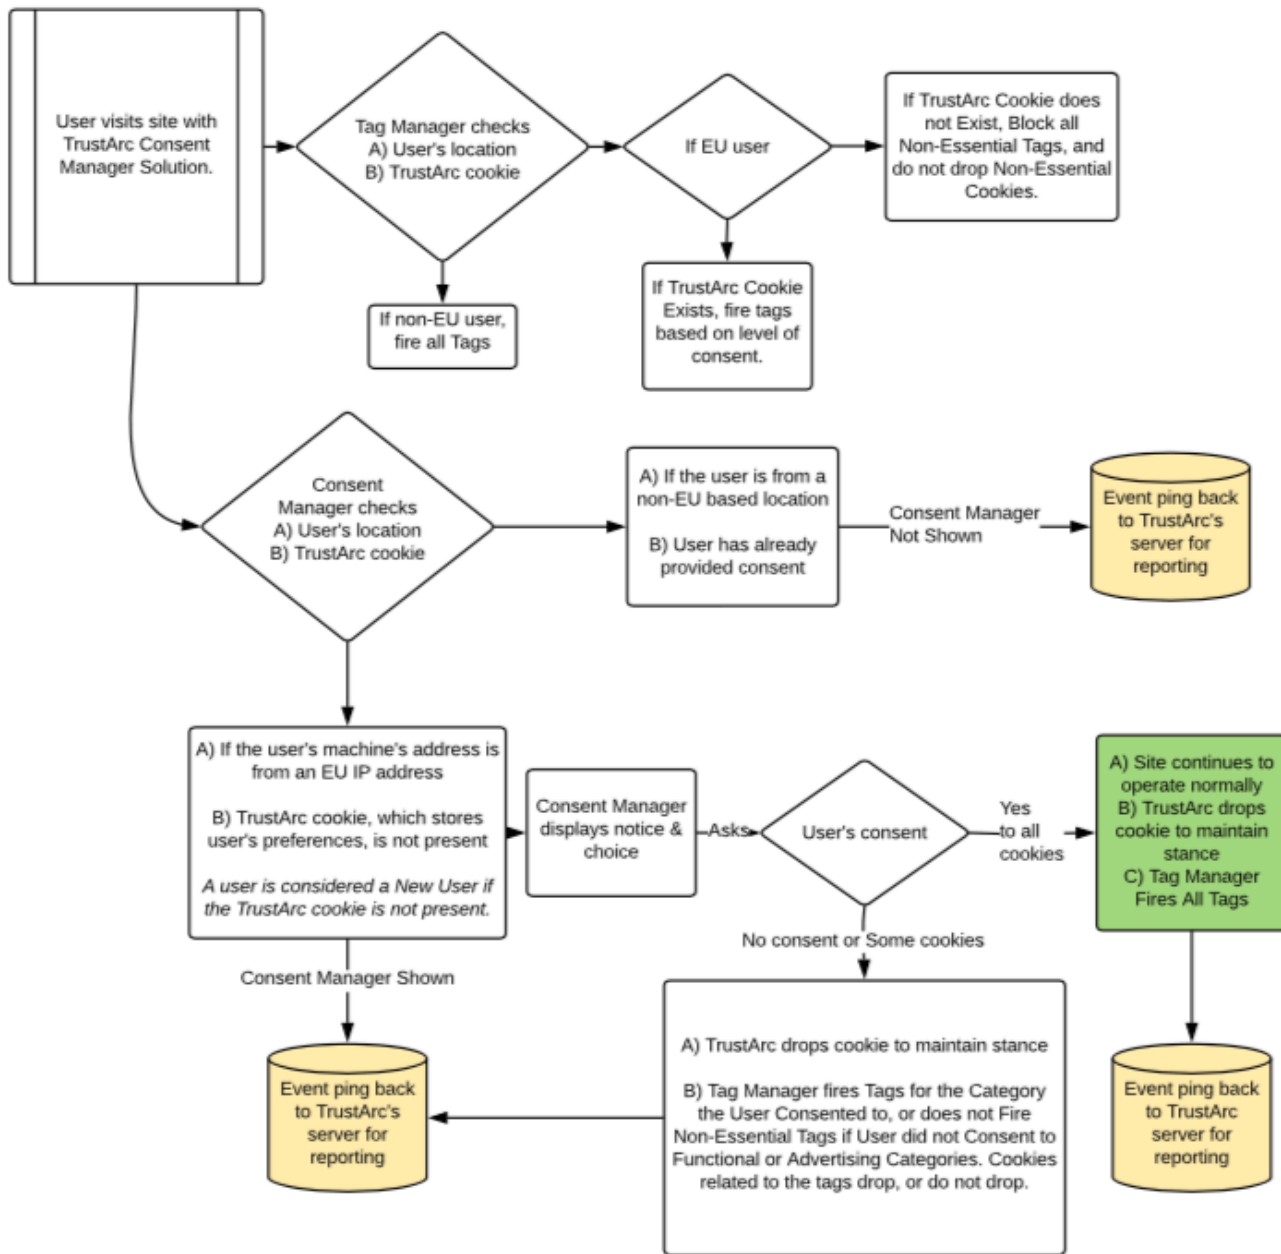 User visits site with
TrustArc Consent
Manager Solution.
Tag Manager checks
A) User's location
B) TrustArc cookie
If EU user
If TrustArc Cookie does
not Exist, Block all
Non-Essential Tags, and
do not drop Non-Essential
Cookies.
If non-EU user,
fire all Tags
If TrustArc Cookie
Exists, fire tags
based on level of
consent.
Consent
Manager checks
A) User's location
B) TrustArc cookie
A) If the user is from a
non-EU based location
B) User has already
provided consent
Consent Manager
Not Shown
Event ping back
to TrustArc's
server for
reporting
A) If the user's machine's address is
from an EU IP address
B) TrustArc cookie, which stores
user's preferences, is not present
A user is considered a New User if
the TrustArc cookie is not present.
Consent Manager
displays notice &
choice
Asks
User's consent
Yes
to all
cookies
A) Site continues to
operate normally
B) TrustArc drops
cookie to maintain
stance
C) Tag Manager
Fires All Tags
No consent or Some cookies
Consent Manager Shown
A) TrustArc drops cookie to maintain stance
B) Tag Manager fires Tags for the Category
the User Consented to, or does not Fire
Non-Essential Tags if User did not Consent to
Functional or Advertising Categories. Cookies
related to the tags drop, or do not drop.
Event ping back
to TrustArc's
server for
reporting
Event ping back
to TrustArc
server for
reporting